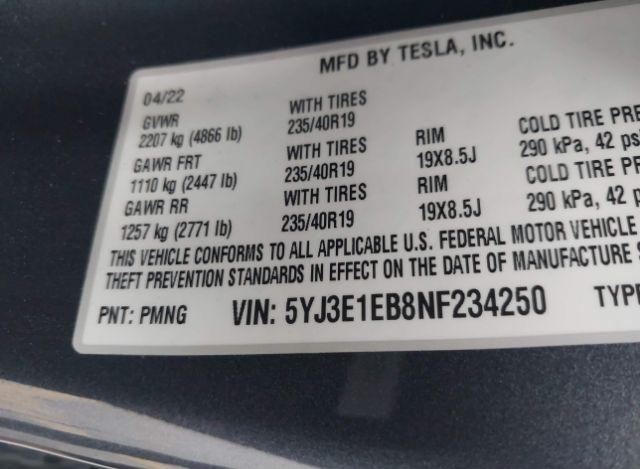 MFD BY TESLA, INC.
04/22
GVWR WITH TIRES
2207 kg (4866 lb) 235/40R19 RIM COLD TIRE PRE
GAWR FRT WITH TIRES 19X8.5J 290 kPa, 42 ps
1110 kg (2447 lb) 235/40R19 RIM COLD TIRE P
GAWR RR WITH TIRES 19X8.5J 290 kPa, 42 p
1257 kg (2771 lb) 235/40R19
THIS VEHICLE CONFORMS TO ALL APPLICABLE U.S. FEDERAL MOTOR VEHICLE
THEFT PREVENTION STANDARDS IN EFFECT ON THE DATE OF MANUFACTURE S
PNT: PMNG VIN: 5YJ3E1EB8NF234250 TYPE